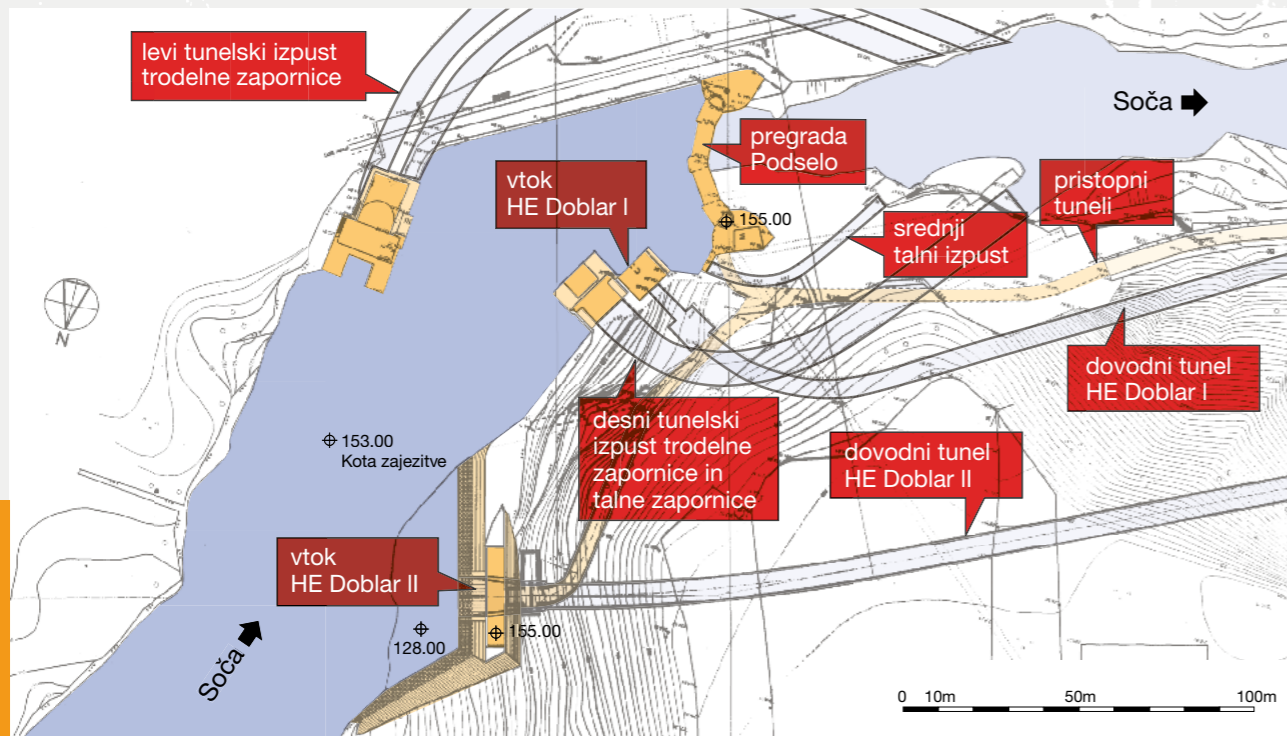 levi tunelski izpust
trodelne zapornice
Soča
pregrada
Podselo
vtok
HE Doblar I
pristopni
tuneli
155.00
srednji
talni izpust
N
dovodni tunel
HE Doblar I
desni tunelski
izpust trodelne
zapornice in
talne zapornice
153.00
Kota zajezitve
dovodni tunel
HE Doblar II
vtok
HE Doblar II
155.00
128.00
Soča
0 10m 50m 100m